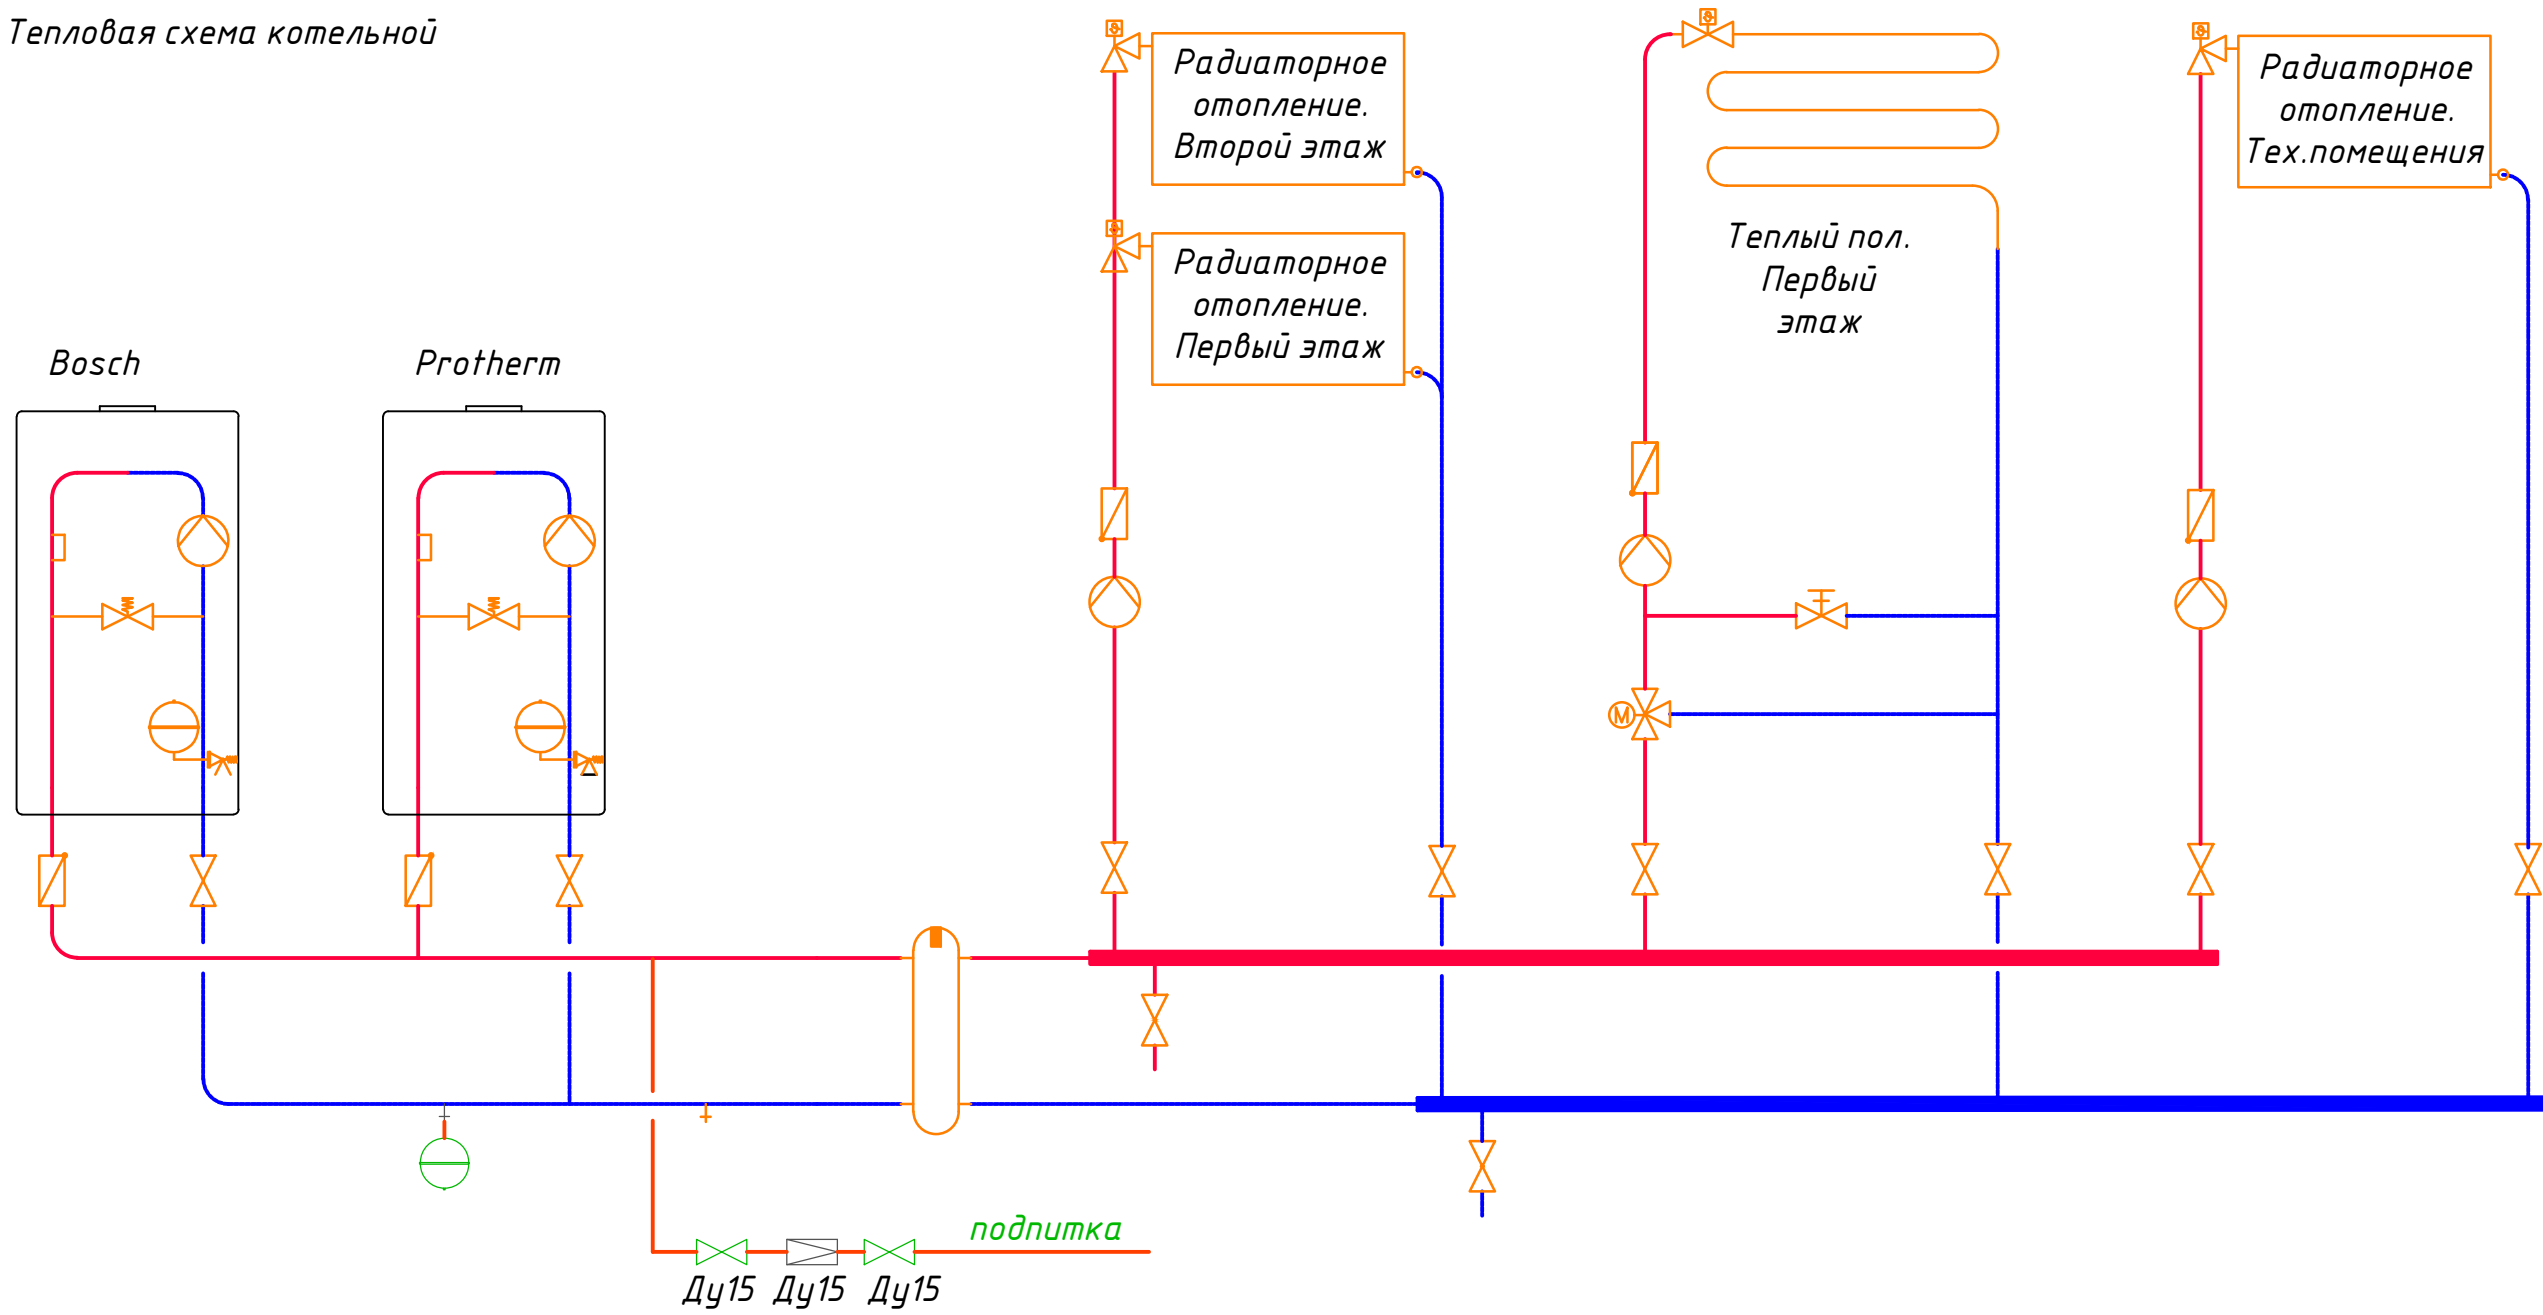 Тепловая схема котельной
Радиаторное
отопление.
Второй этаж
Радиаторное
отопление.
Тех.помещения
Радиаторное
отопление.
Первый этаж
Теплый пол.
Первый
этаж
Bosch
Protherm
М
подпитка
Ду15 Ду15 Ду15